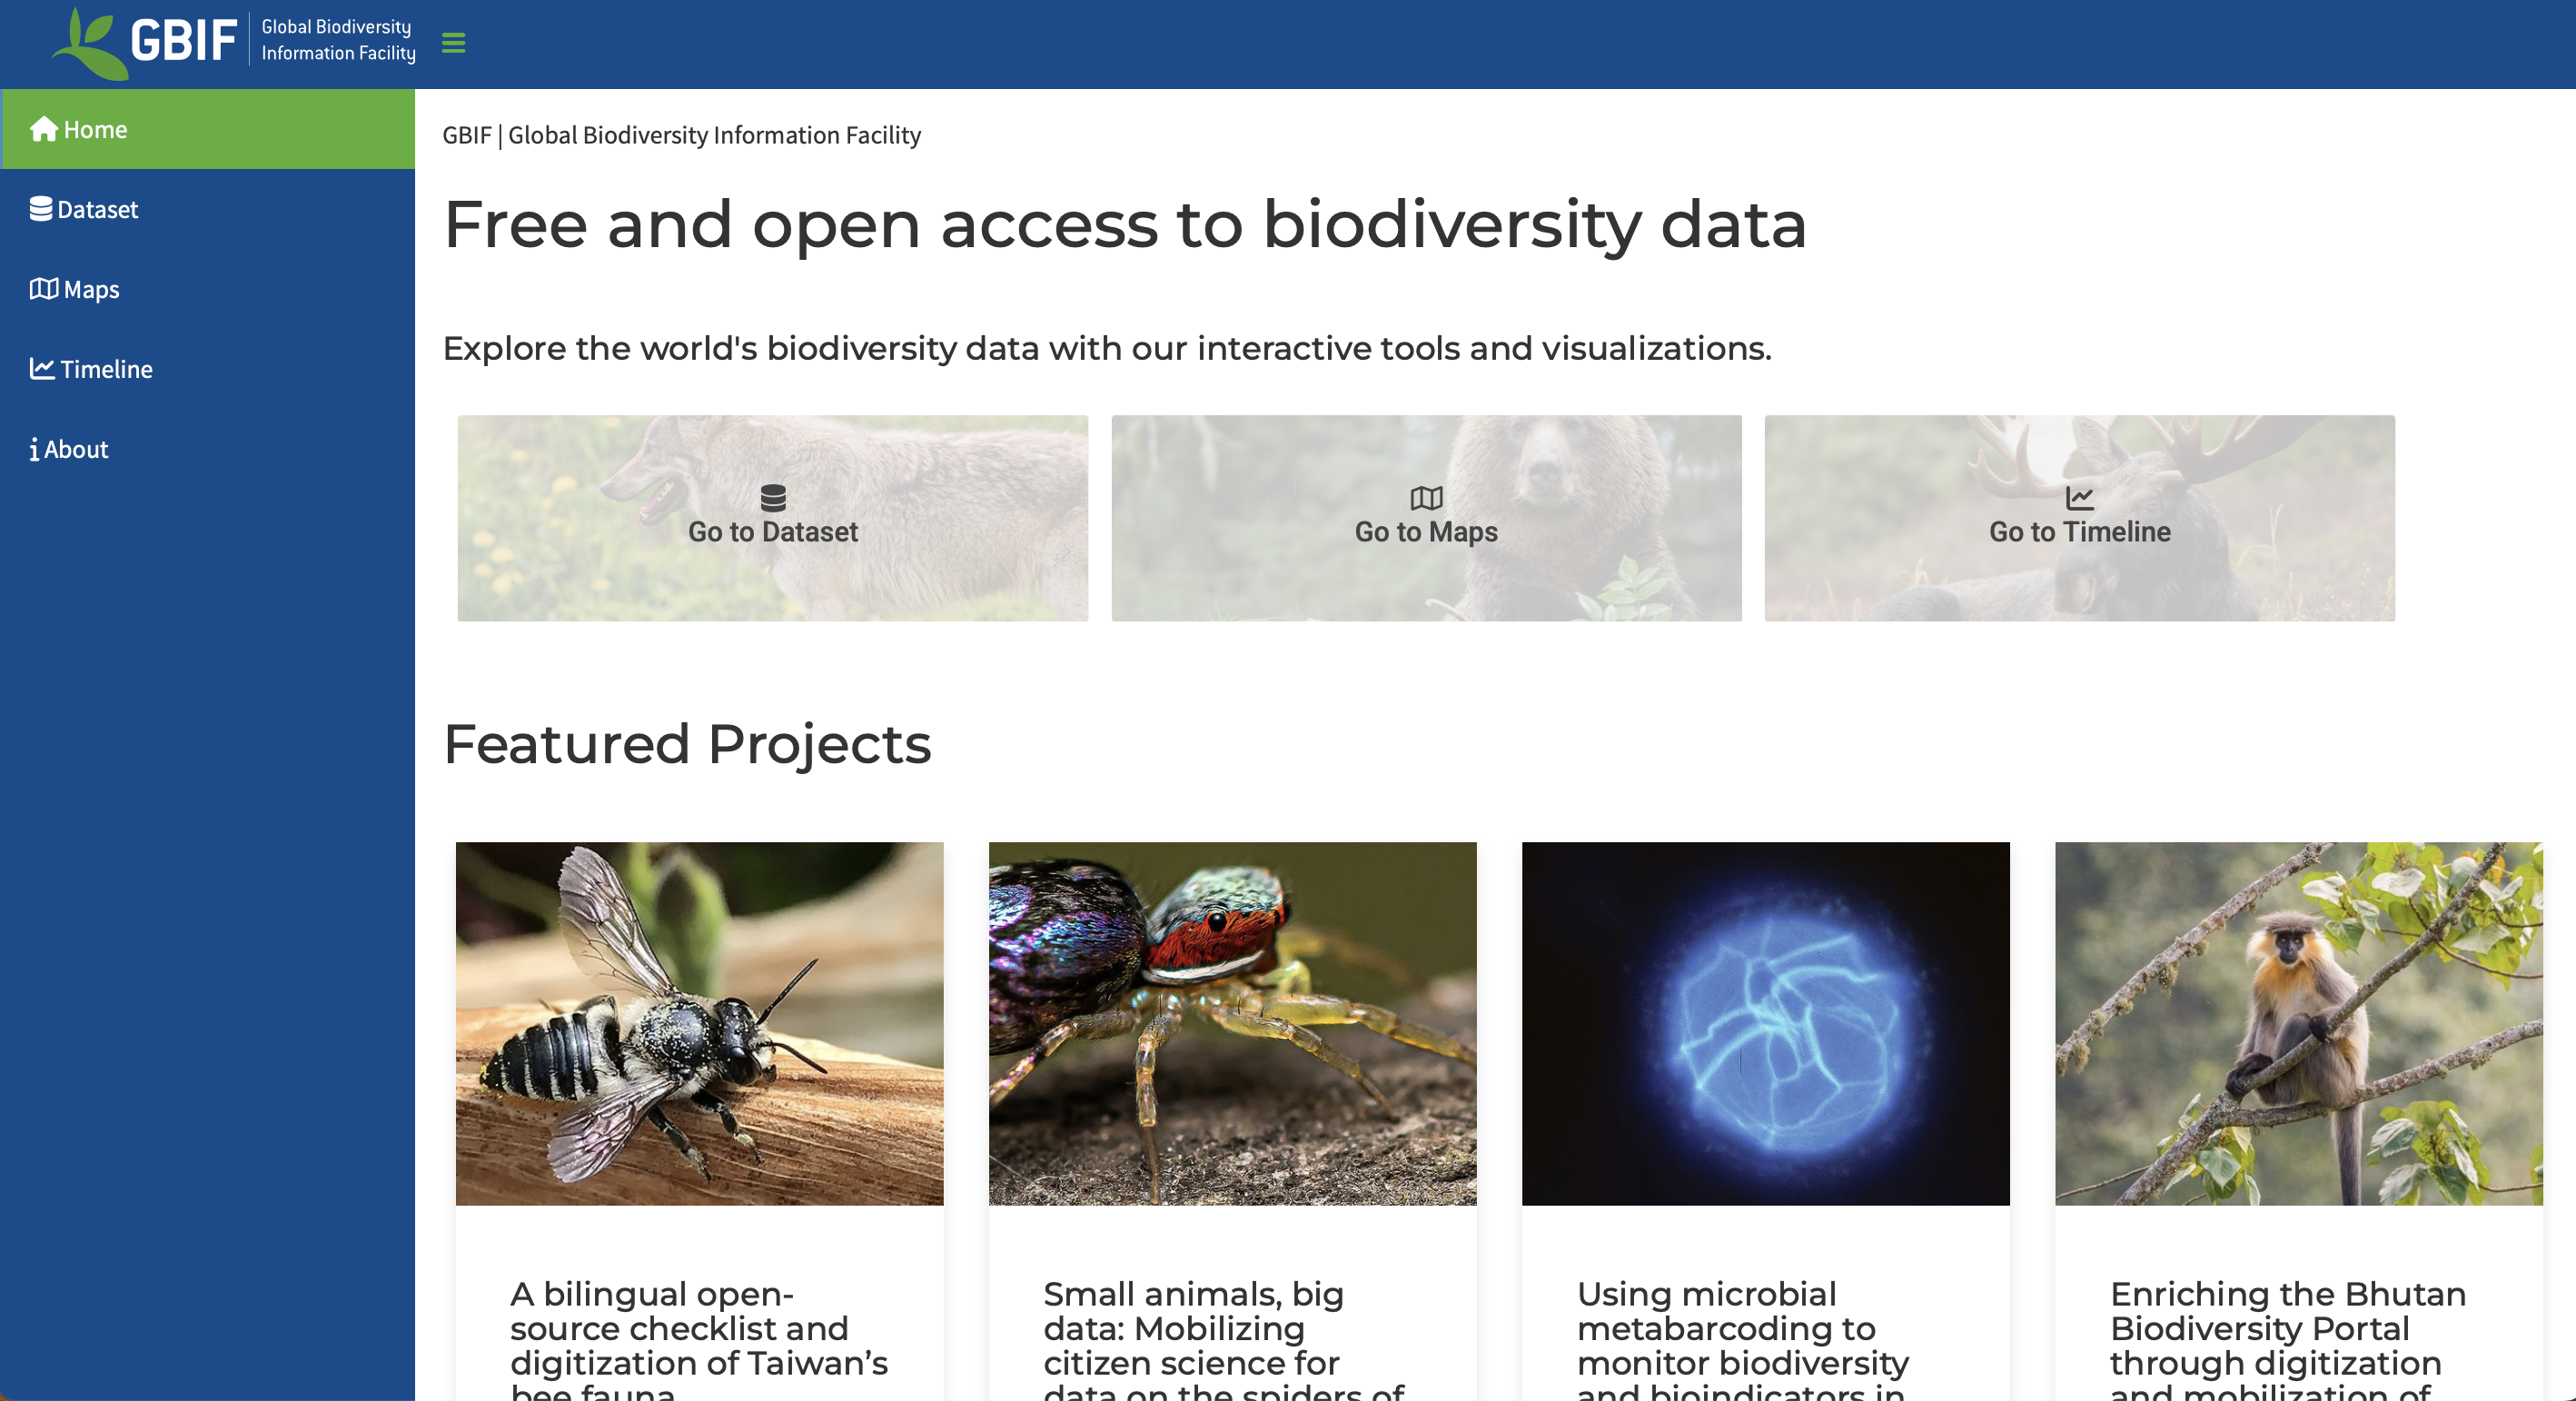 GBIF
Global Biodiversity
Information Facility
Home
Dataset
Maps
Timeline
About
GBIF | Global Biodiversity Information Facility
Free and open access to biodiversity data
Explore the world's biodiversity data with our interactive tools and visualizations.
Go to Dataset
Go to Maps
Go to Timeline
Featured Projects
A bilingual open-
source checklist and
digitization of Taiwan’s
bee fauna
Small animals, big
data: Mobilizing
citizen science for
data on the spiders of
Using microbial
metabarcoding to
monitor biodiversity
and bioindicators in
Enriching the Bhutan
Biodiversity Portal
through digitization
and mobilization of